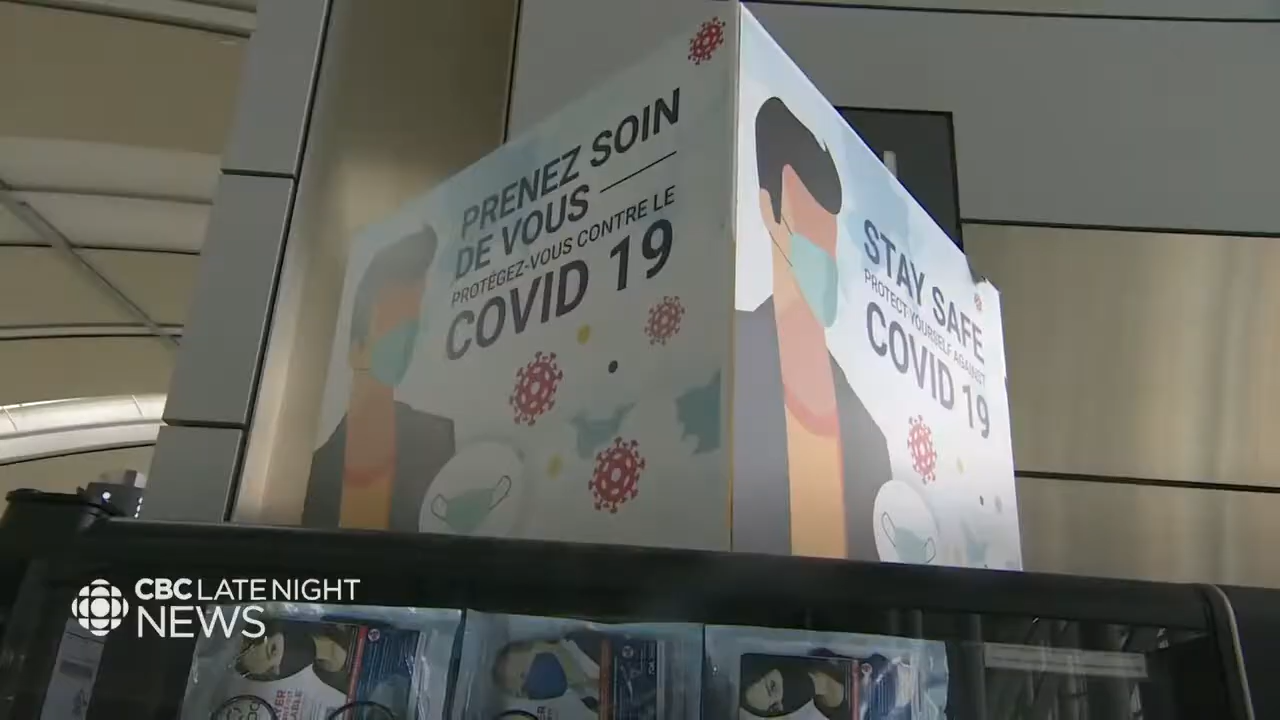 PRENEZ SOIN
DE VOUS
PROTÉGEZ-VOUS CONTRE LE
COVID 19
STAY SAFE
PROTECT YOURSELF AGAINST
COVID 19
CBC LATE NIGHT
NEWS